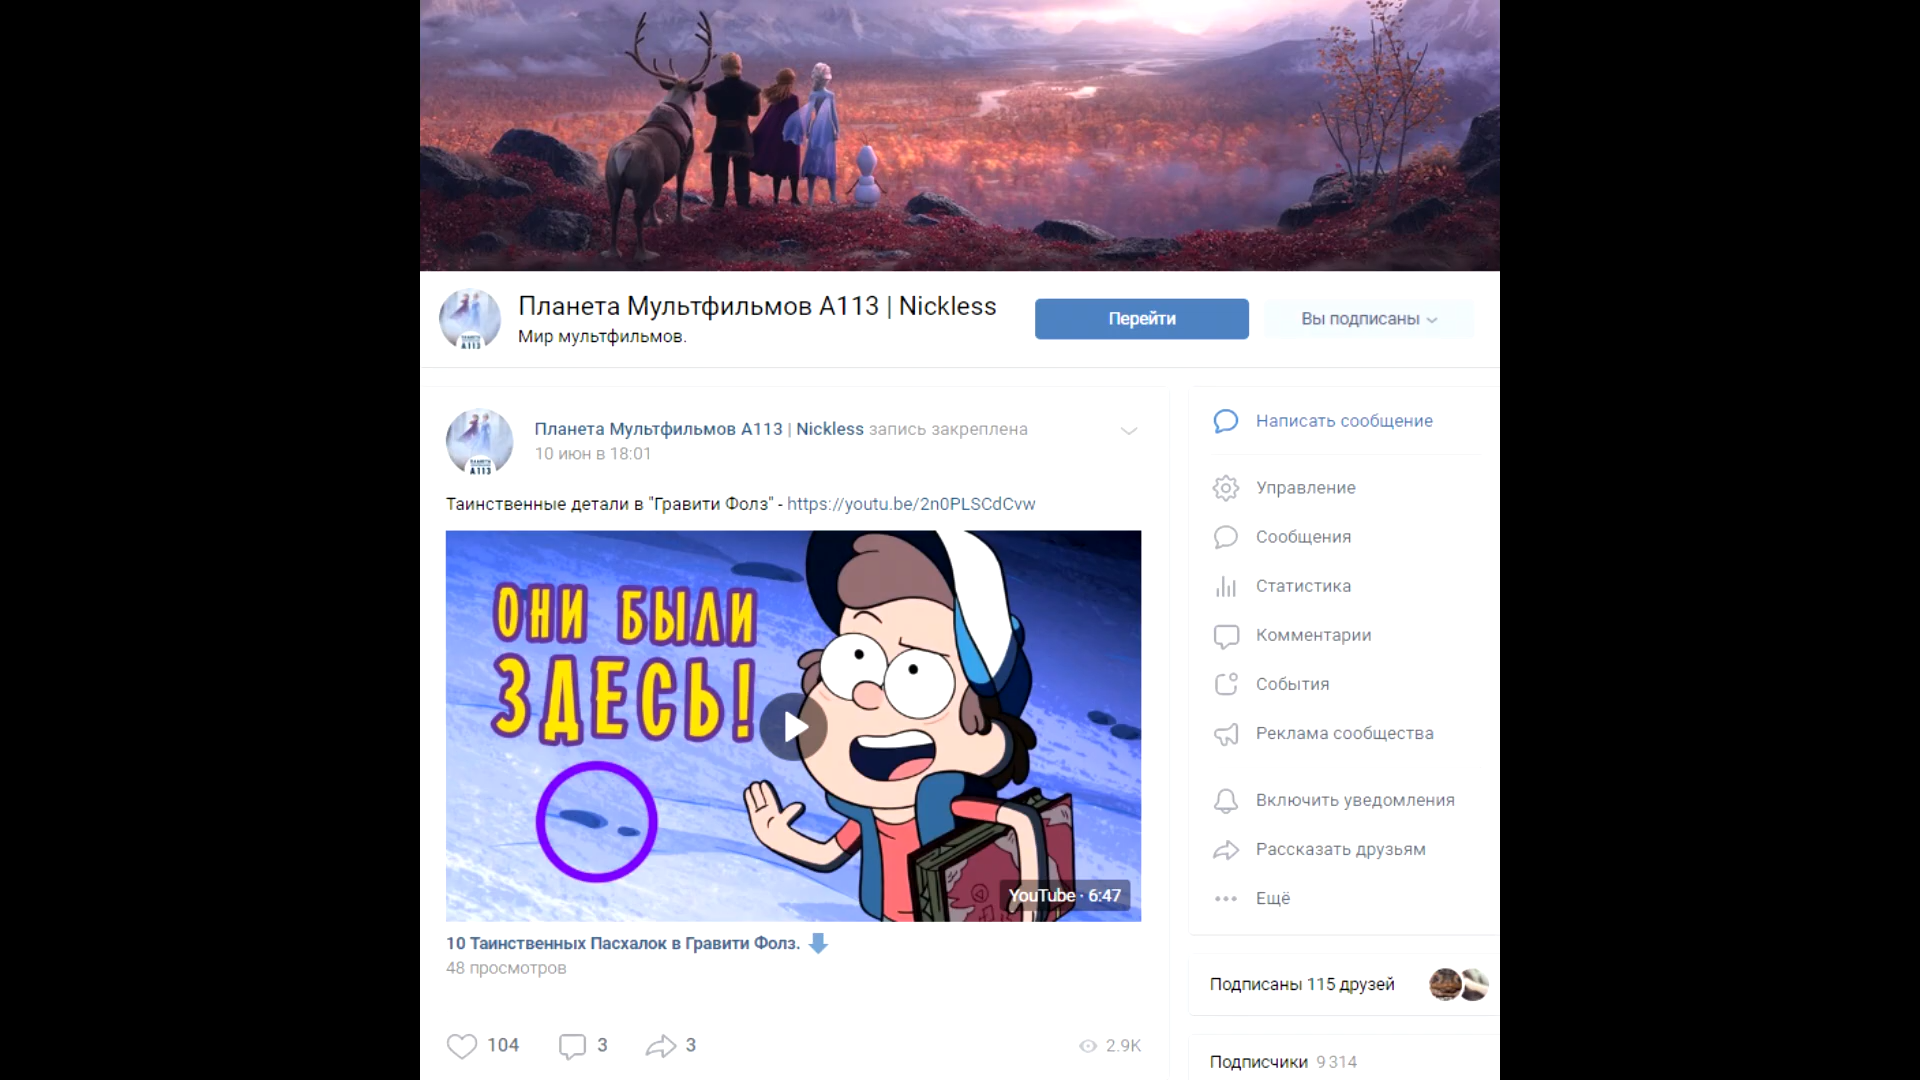 Планета Мультфильмов А113 | Nickless
Мир мультфильмов.
Перейти
Вы подписаны
Планета Мультфильмов А113 | Nickless запись закреплена
10 июн в 18:01
Таинственные детали в "Гравити Фолз" - https://youtu.be/2n0PLSCdCvw
ОНИ БЫЛИ
ЗДЕСЬ!
YouTube · 6:47
10 Таинственных Пасхалок в Гравити Фолз.
48 просмотров
104
3
3
2.9K
Написать сообщение
Управление
Сообщения
Статистика
Комментарии
События
Реклама сообщества
Включить уведомления
Рассказать друзьям
Ещё
Подписаны 115 друзей
Подписчики 9 314
А113
А113